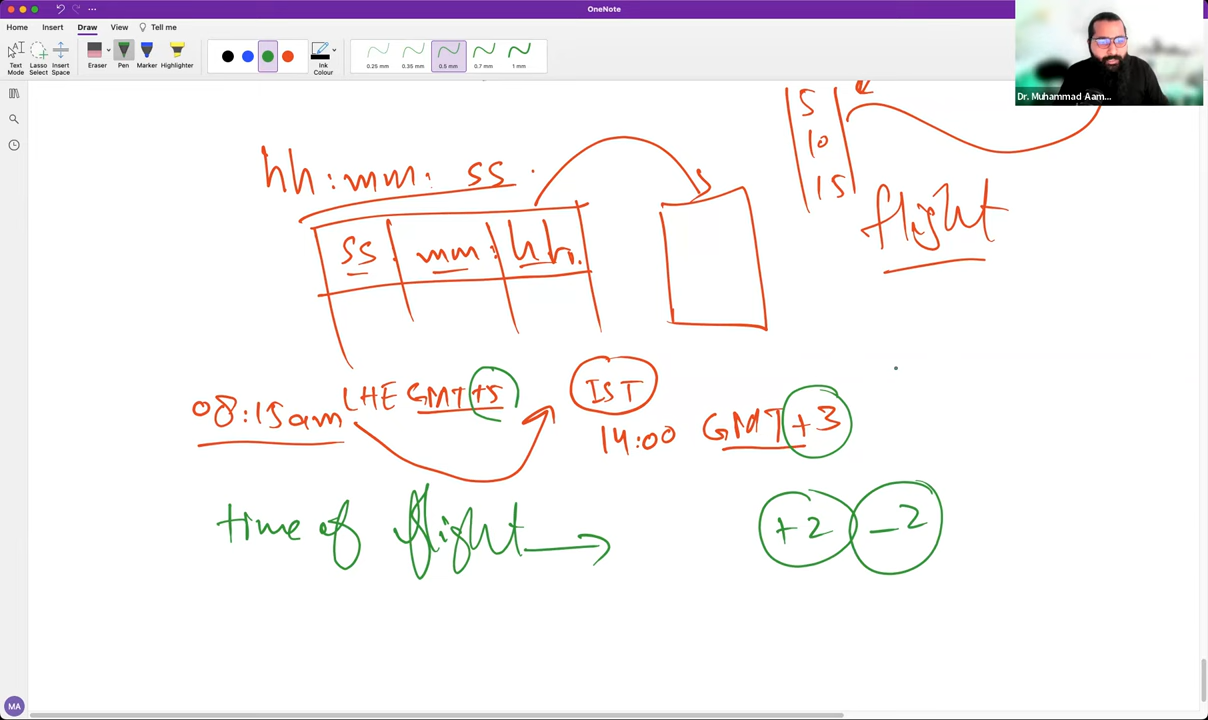 OneNote
Home Insert Draw View Tell me
Text Mode
Lasso Select
Insert Space
Eraser
Pen
Marker
Highlighter
Ink Colour
0.25 mm
0.35 mm
0.5 mm
0.7 mm
1 mm
Dr. Muhammad Aam...
5
10
15
flight
hh:mm: ss
ss: mm: hh.
08:15am LHE GMT +5 IST
14:00 GMT +3
time of flight
+2 -2
MA